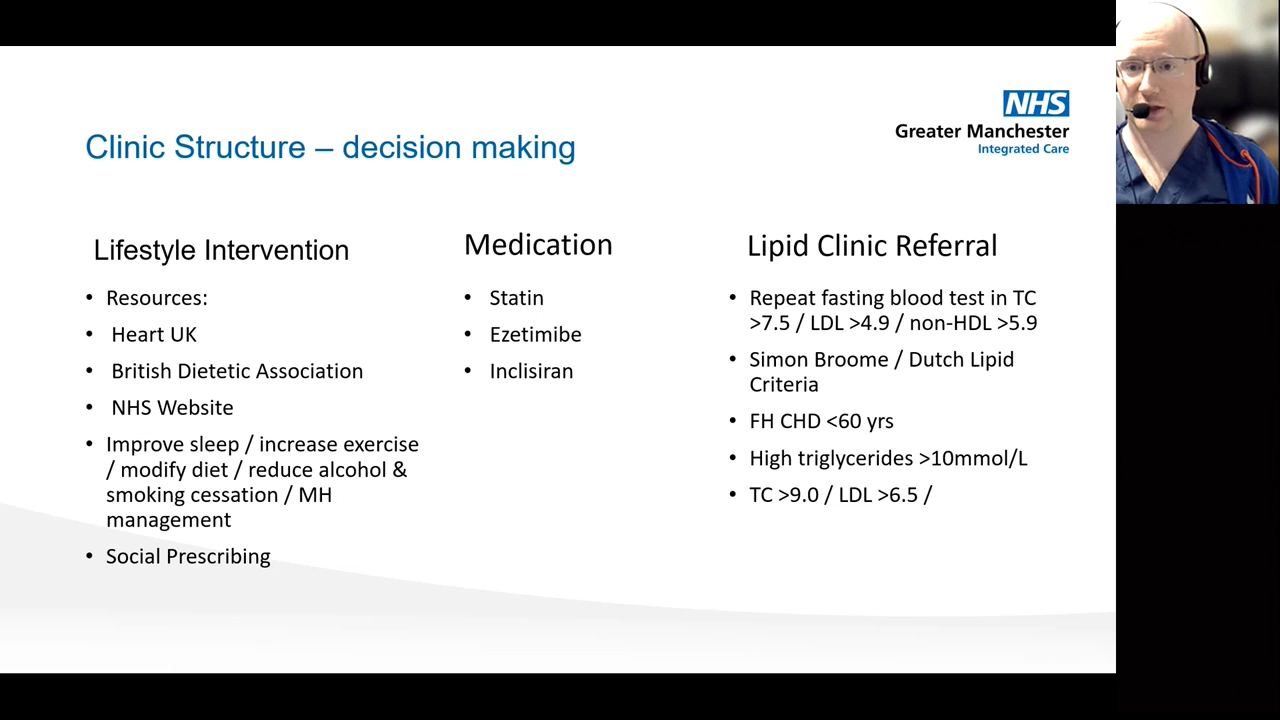 NHS
Greater Manchester
Integrated Care
Clinic Structure – decision making
Lifestyle Intervention
• Resources:
• Heart UK
• British Dietetic Association
• NHS Website
• Improve sleep / increase exercise
/ modify diet / reduce alcohol &
smoking cessation / MH
management
• Social Prescribing
Medication
• Statin
• Ezetimibe
• Inclisiran
Lipid Clinic Referral
• Repeat fasting blood test in TC
>7.5 / LDL >4.9 / non-HDL >5.9
• Simon Broome / Dutch Lipid
Criteria
• FH CHD <60 yrs
• High triglycerides >10mmol/L
• TC >9.0 / LDL >6.5 /